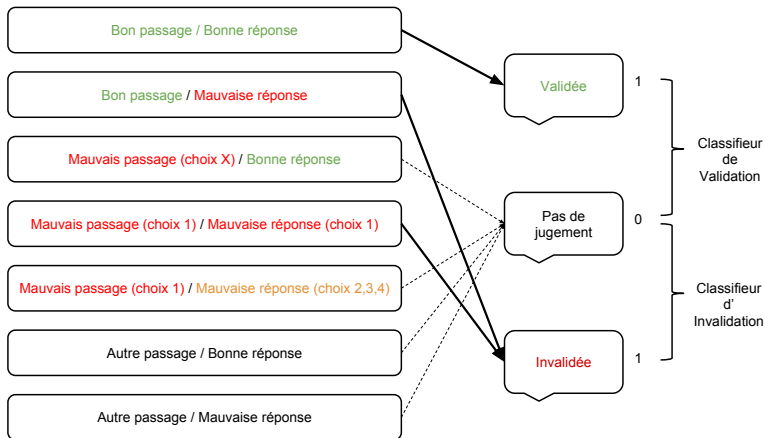 Bon passage / Bonne réponse
Bon passage / Mauvaise réponse
Mauvais passage (choix X) / Bonne réponse
Mauvais passage (choix 1) / Mauvaise réponse (choix 1)
Mauvais passage (choix 1) / Mauvaise réponse (choix 2,3,4)
Autre passage / Bonne réponse
Autre passage / Mauvaise réponse
Validée
1
Pas de
jugement
0
Invalidée
1
Classifieur
de
Validation
Classifieur
d'
Invalidation